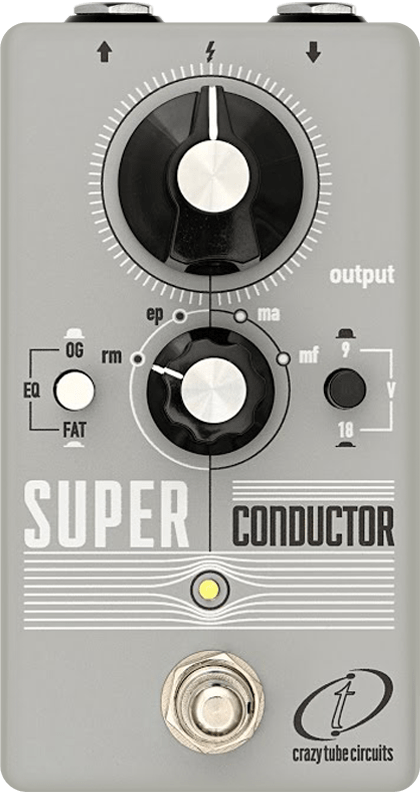 output
ep ma
rm mf
OG 9
EQ V
FAT 18
SUPER CONDUCTOR
t
crazy tube circuits